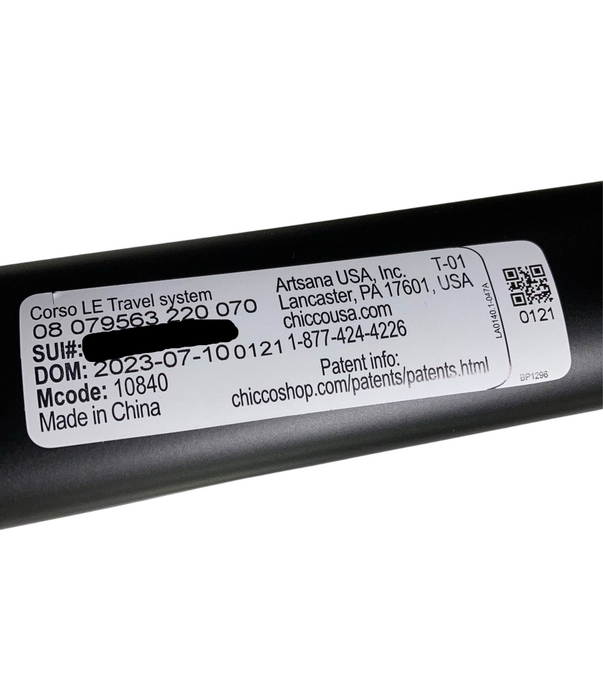 Corso LE Travel system
08 079563 220 070
SUI#:
DOM: 2023-07-10 0121
Mcode: 10840
Made in China
Artsana USA, Inc.
Lancaster, PA 17601, USA
chiccousa.com
1-877-424-4226
Patent info:
chiccoshop.com/patents/patents.html
T-01
LA0140.1-047A
0121
BP1296